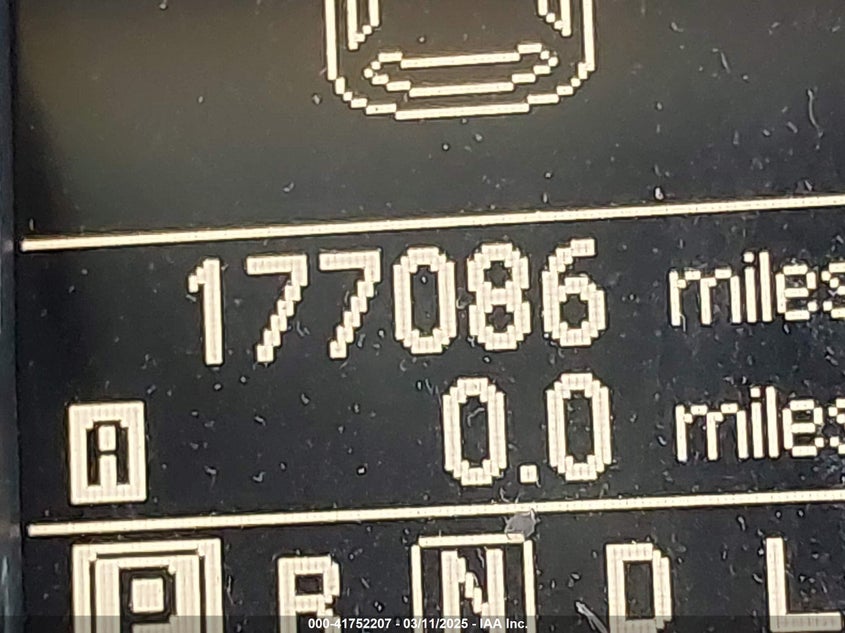 177086 miles
A 0.0 miles
P R N D L
000-41752207 - 03/11/2025 - IAA Inc.